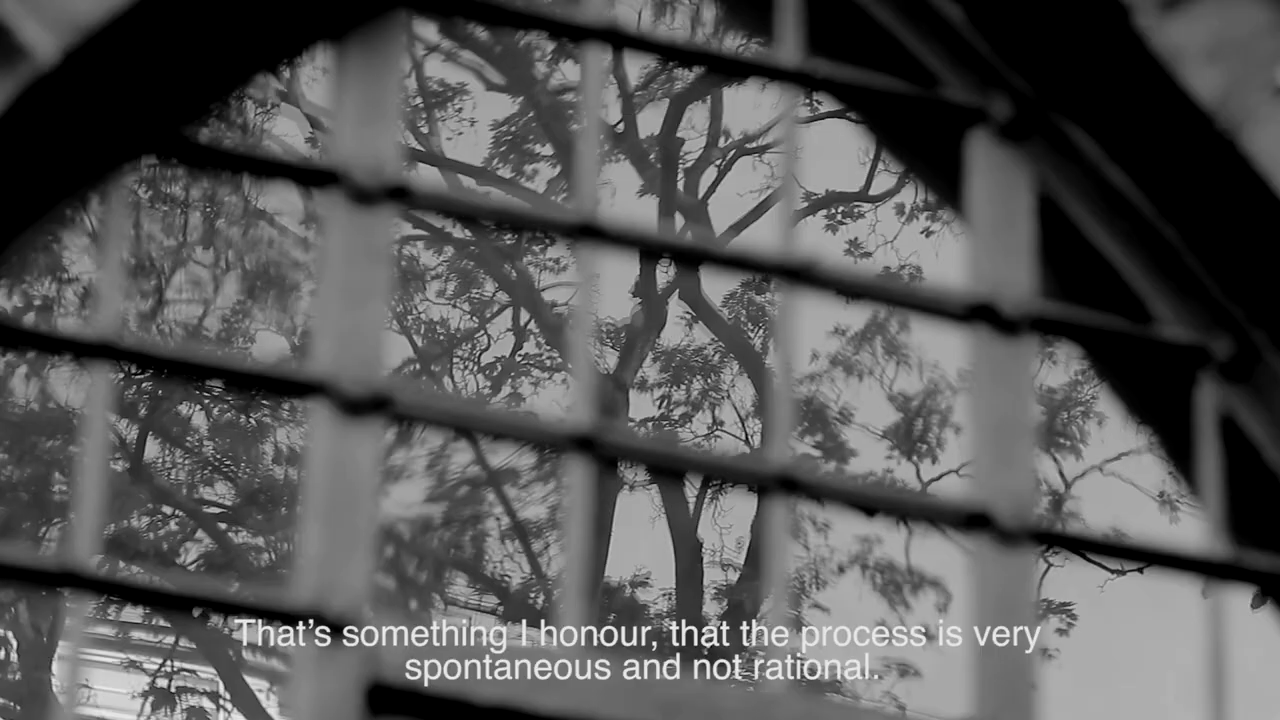 That’s something I honour, that the process is very
spontaneous and not rational.